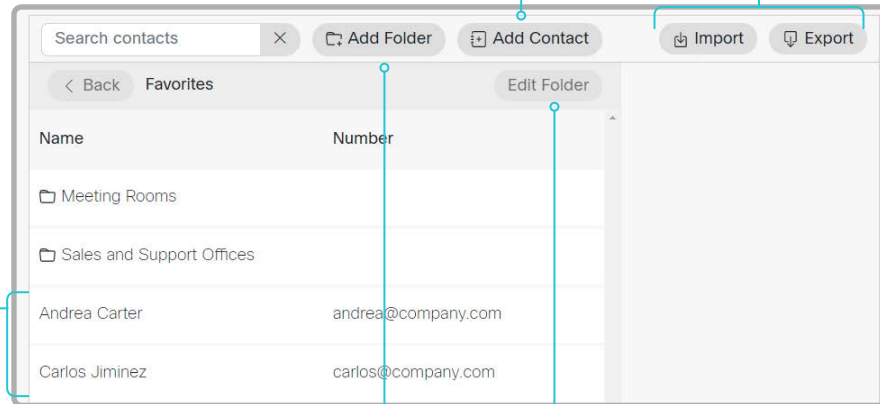 Search contacts Add Folder Add Contact Import Export
Back Favorites Edit Folder
Name Number
Meeting Rooms
Sales and Support Offices
Andrea Carter andrea@company.com
Carlos Jiminez carlos@company.com